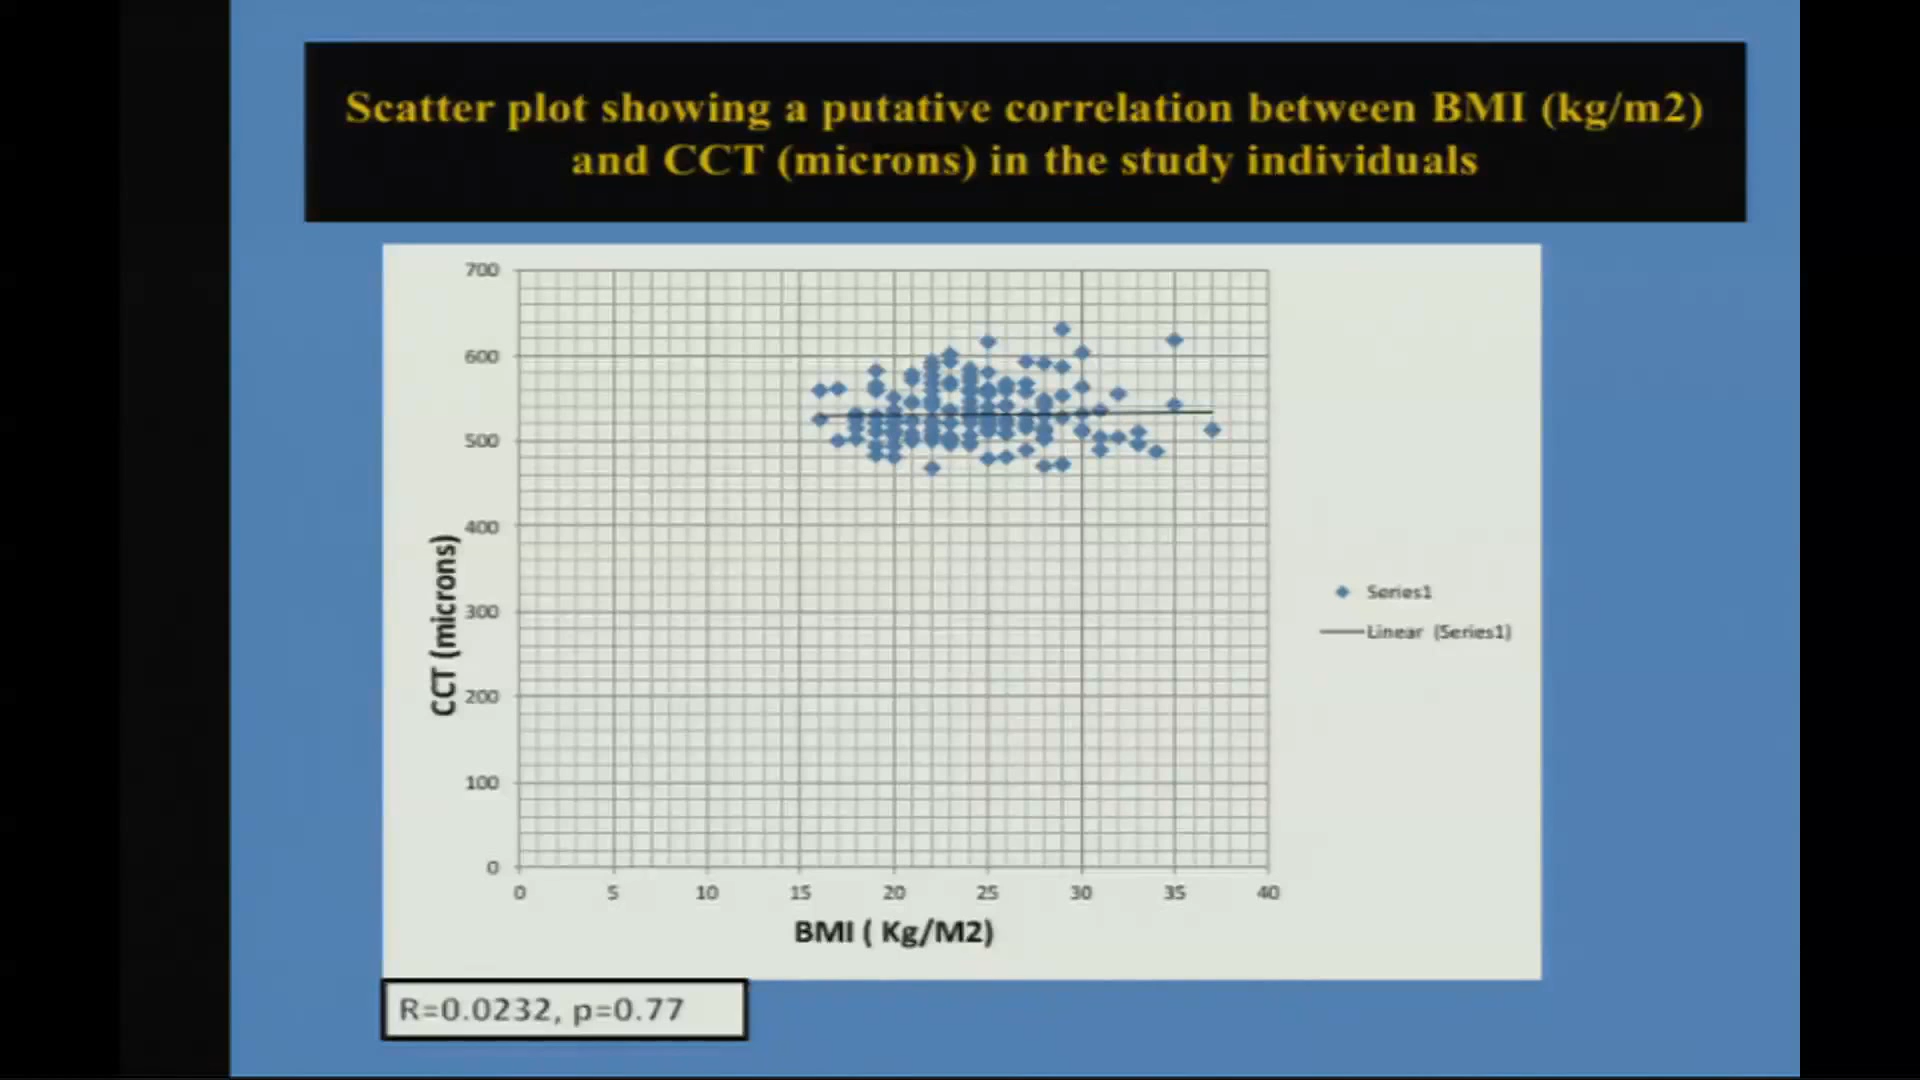 Scatter plot showing a putative correlation between BMI (kg/m2)
and CCT (microns) in the study individuals
700
600
500
400
300
200
100
0
CCT (microns)
0 5 10 15 20 25 30 35 40
BMI ( Kg/M2)
Series1
Linear (Series1)
R=0.0232, p=0.77